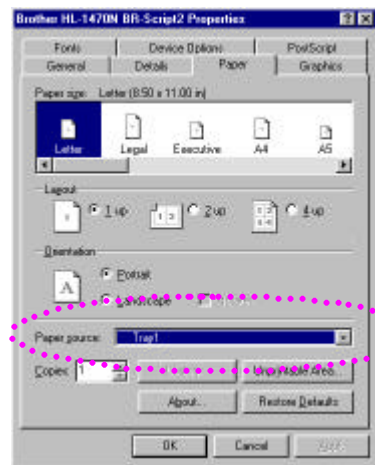 Brother HL-1470N BR-Script2 Properties
Fonts Device Options PostScript
General Details Paper Graphics
Paper size: Letter (8.50 x 11.00 in)
Letter Legal Executive A4 A5
Layout
1 up 2 up 4 up
Orientation
A Portrait
Landscape
Paper source: Tray1
Copies: 1 Unprintable Area...
About... Restore Defaults
OK Cancel